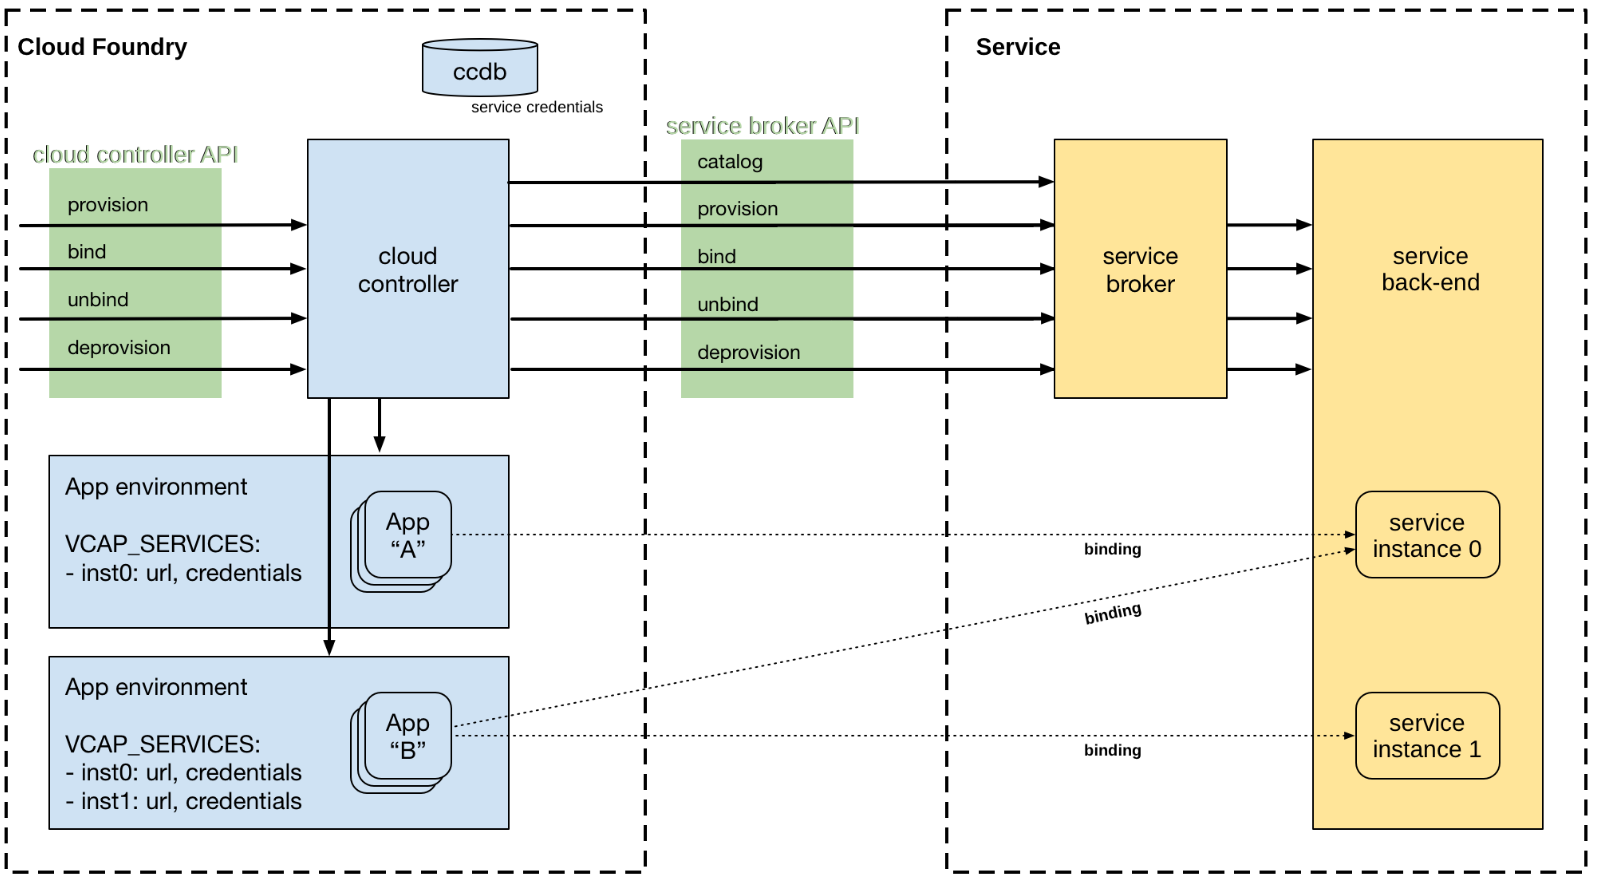 Cloud Foundry
ccdb
service credentials
Service
cloud controller API
provision
bind
unbind
deprovision
cloud
controller
service broker API
catalog
provision
bind
unbind
deprovision
service
broker
service
back-end
App environment
VCAP_SERVICES:
- inst0: url, credentials
App
“A”
binding
service
instance 0
binding
App environment
VCAP_SERVICES:
- inst0: url, credentials
- inst1: url, credentials
App
“B”
binding
service
instance 1